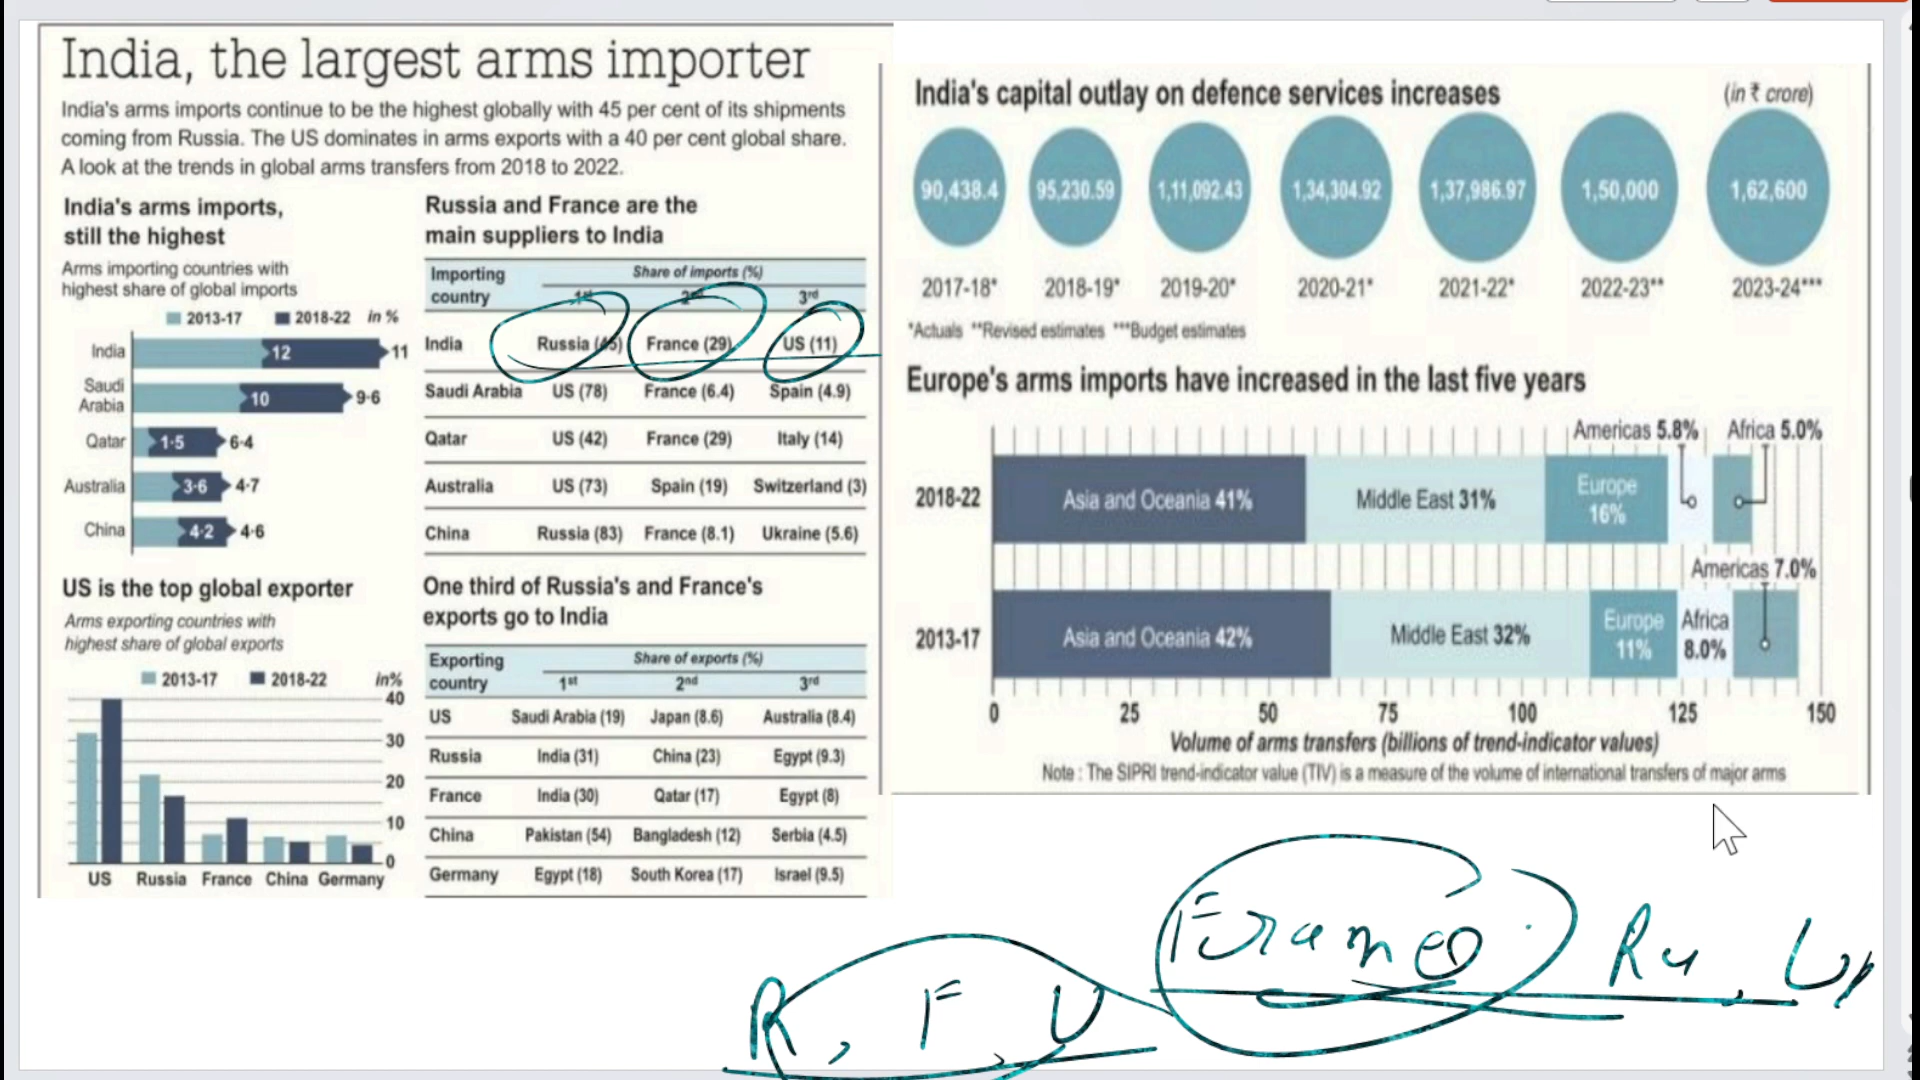 India, the largest arms importer
India's arms imports continue to be the highest globally with 45 per cent of its shipments
coming from Russia. The US dominates in arms exports with a 40 per cent global share.
A look at the trends in global arms transfers from 2018 to 2022.
India's arms imports,
still the highest
Arms importing countries with
highest share of global imports
2013-17 2018-22 in %
India 12 11
Saudi
Arabia 10 9·6
Qatar 1·5 6·4
Australia 3·6 4·7
China 4·2 4·6
US is the top global exporter
Arms exporting countries with
highest share of global exports
2013-17 2018-22 in%
40
30
20
10
0
US Russia France China Germany
Russia and France are the
main suppliers to India
Importing
country
Share of imports (%)
1st 2nd 3rd
India Russia (45) France (29) US (11)
Saudi Arabia US (78) France (6.4) Spain (4.9)
Qatar US (42) France (29) Italy (14)
Australia US (73) Spain (19) Switzerland (3)
China Russia (83) France (8.1) Ukraine (5.6)
One third of Russia's and France's
exports go to India
Exporting
country
Share of exports (%)
1st 2nd 3rd
US Saudi Arabia (19) Japan (8.6) Australia (8.4)
Russia India (31) China (23) Egypt (9.3)
France India (30) Qatar (17) Egypt (8)
China Pakistan (54) Bangladesh (12) Serbia (4.5)
Germany Egypt (18) South Korea (17) Israel (9.5)
India's capital outlay on defence services increases (in ₹ crore)
90,438.4 95,230.59 1,11,092.43 1,34,304.92 1,37,986.97 1,50,000 1,62,600
2017-18* 2018-19* 2019-20* 2020-21* 2021-22* 2022-23** 2023-24***
*Actuals **Revised estimates ***Budget estimates
Europe's arms imports have increased in the last five years
Americas 5.8% Africa 5.0%
2018-22 Asia and Oceania 41% Middle East 31% Europe
16%
Americas 7.0%
2013-17 Asia and Oceania 42% Middle East 32% Europe
11%
Africa
8.0%
0 25 50 75 100 125 150
Volume of arms transfers (billions of trend-indicator values)
Note : The SIPRI trend-indicator value (TIV) is a measure of the volume of international transfers of major arms
R, F, U
Ru